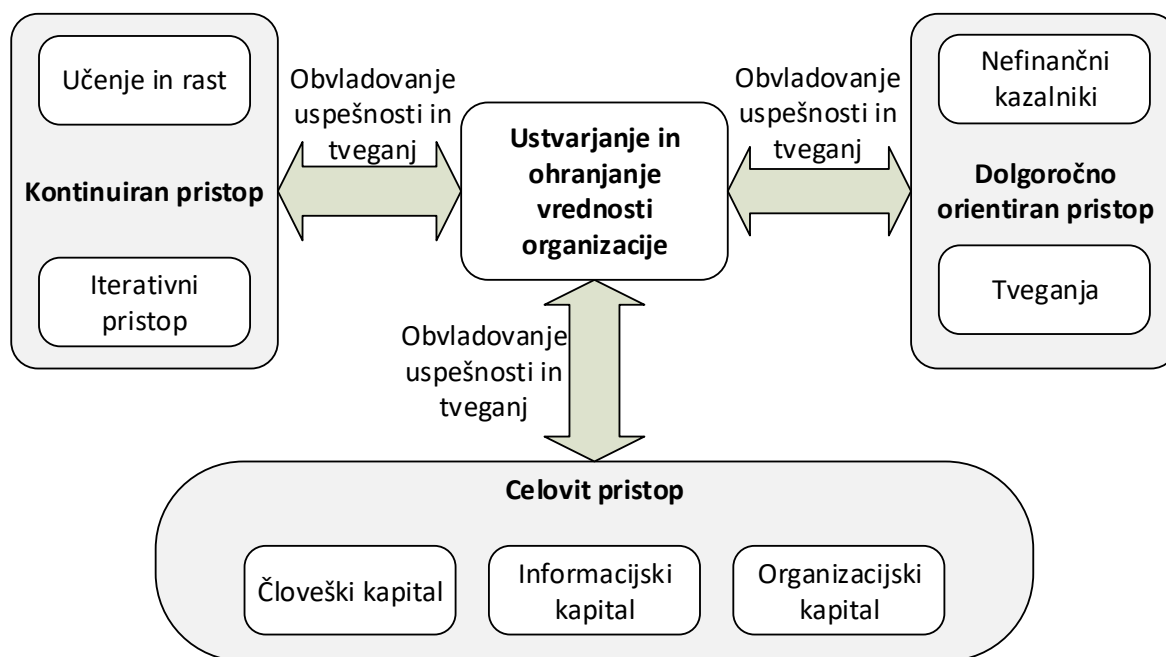 Učenje in rast
Kontinuiran pristop
Iterativni
pristop
Obvladovanje
uspešnosti in
tveganj
Ustvarjanje in
ohranjanje
vrednosti
organizacije
Obvladovanje
uspešnosti in
tveganj
Nefinančni
kazalniki
Dolgoročno
orientiran pristop
Tveganja
Obvladovanje
uspešnosti in
tveganj
Celovit pristop
Človeški kapital
Informacijski
kapital
Organizacijski
kapital